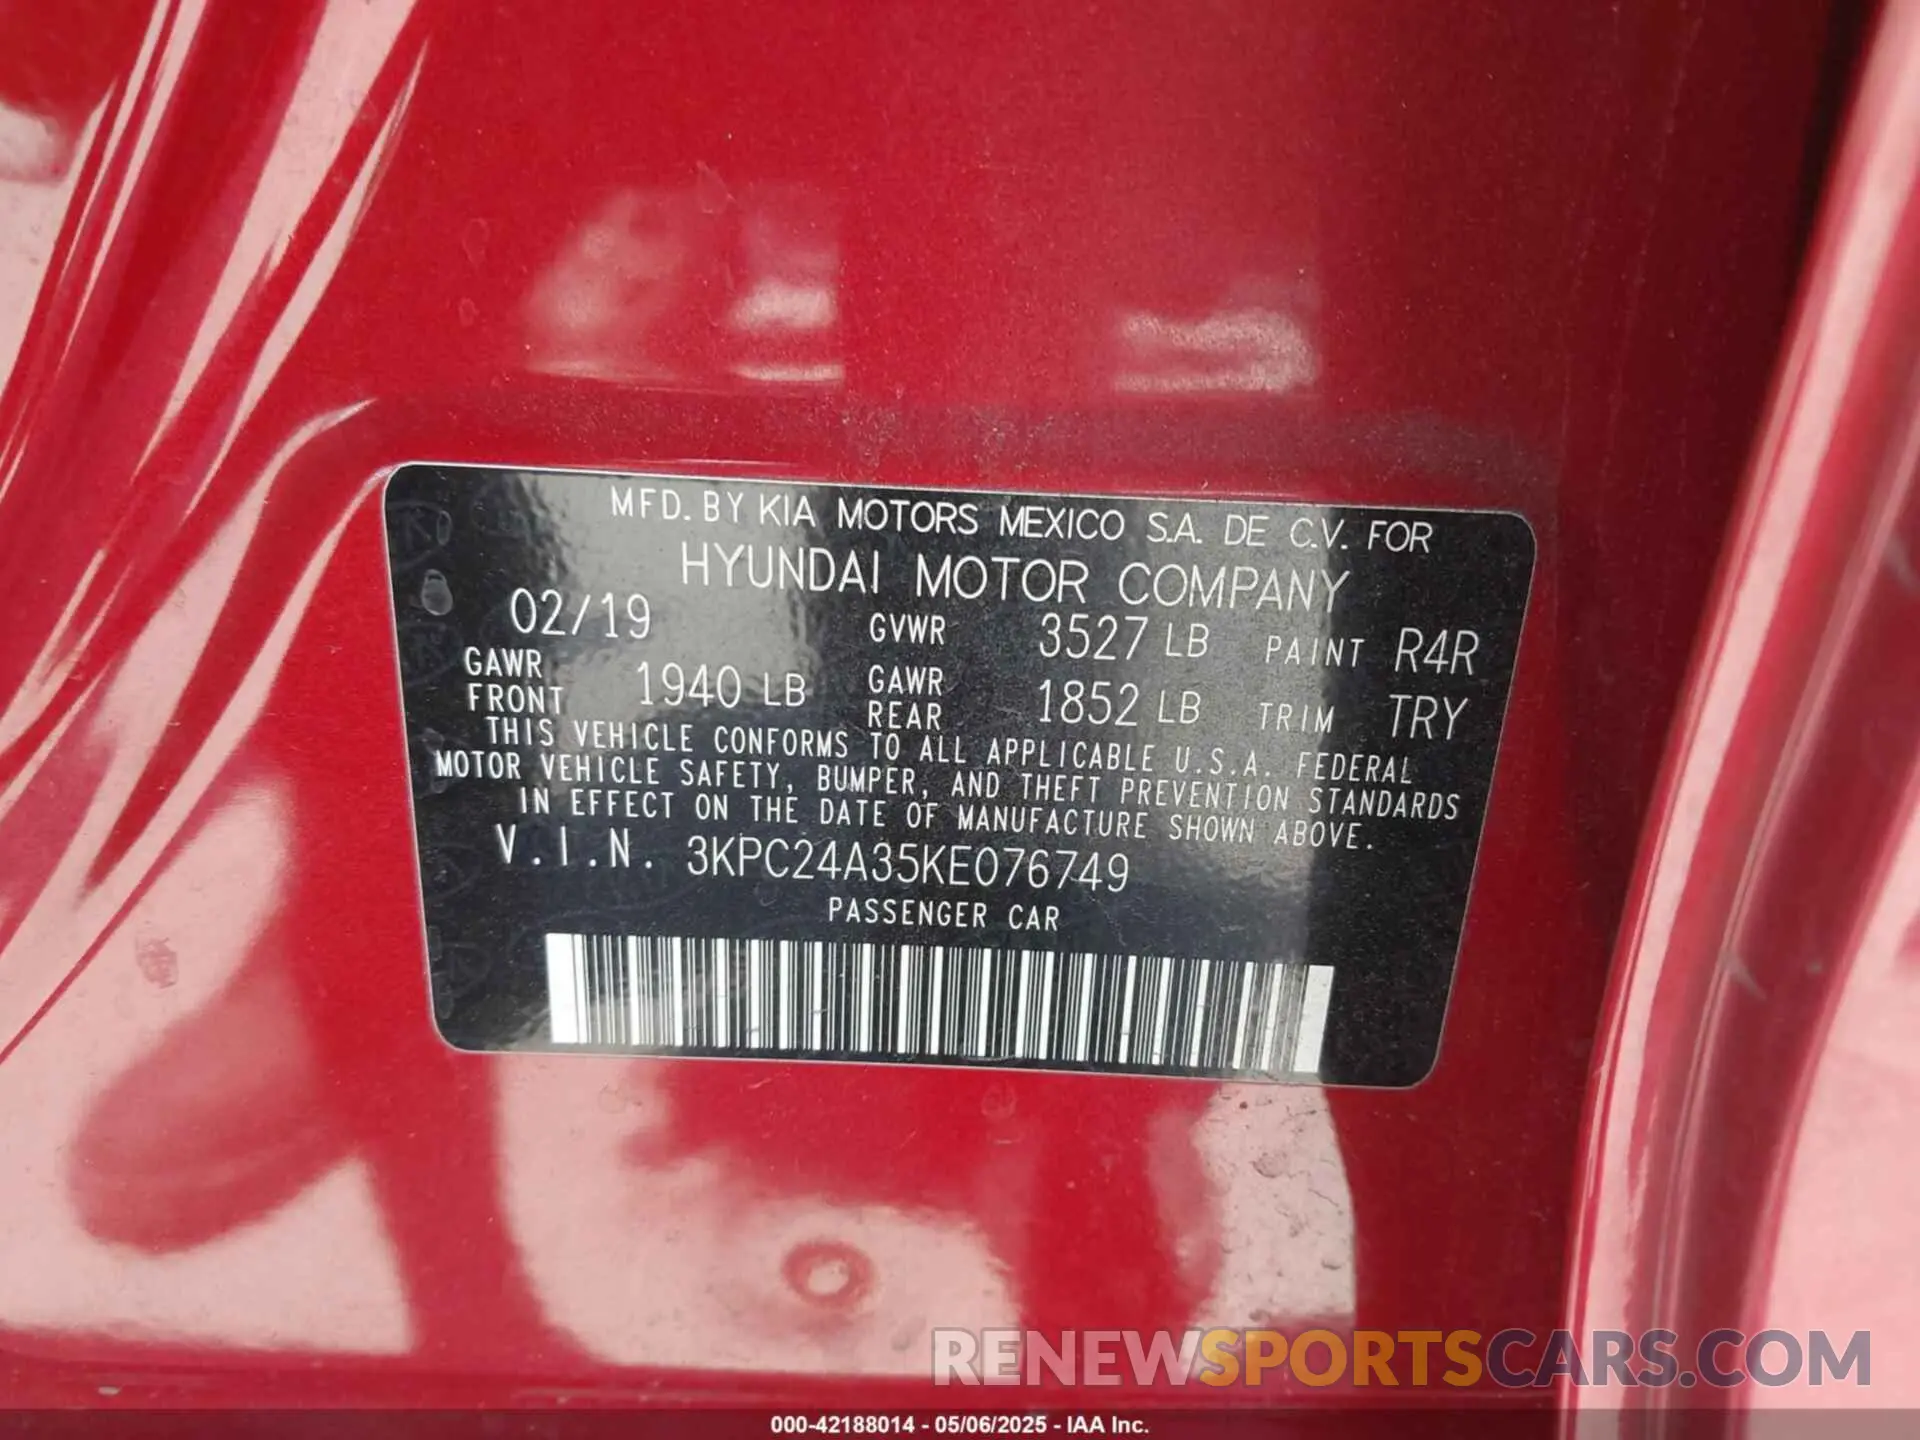 MFD. BY KIA MOTORS MEXICO S.A. DE C.V. FOR
HYUNDAI MOTOR COMPANY
02/19 GVWR 3527 LB PAINT R4R
GAWR FRONT 1940 LB GAWR REAR 1852 LB TRIM TRY
THIS VEHICLE CONFORMS TO ALL APPLICABLE U.S.A. FEDERAL
MOTOR VEHICLE SAFETY, BUMPER, AND THEFT PREVENTION STANDARDS
IN EFFECT ON THE DATE OF MANUFACTURE SHOWN ABOVE.
V.I.N. 3KPC24A35KE076749
PASSENGER CAR
RENEWSPORTSCARS.COM
000-42188014 - 05/06/2025 - IAA Inc.